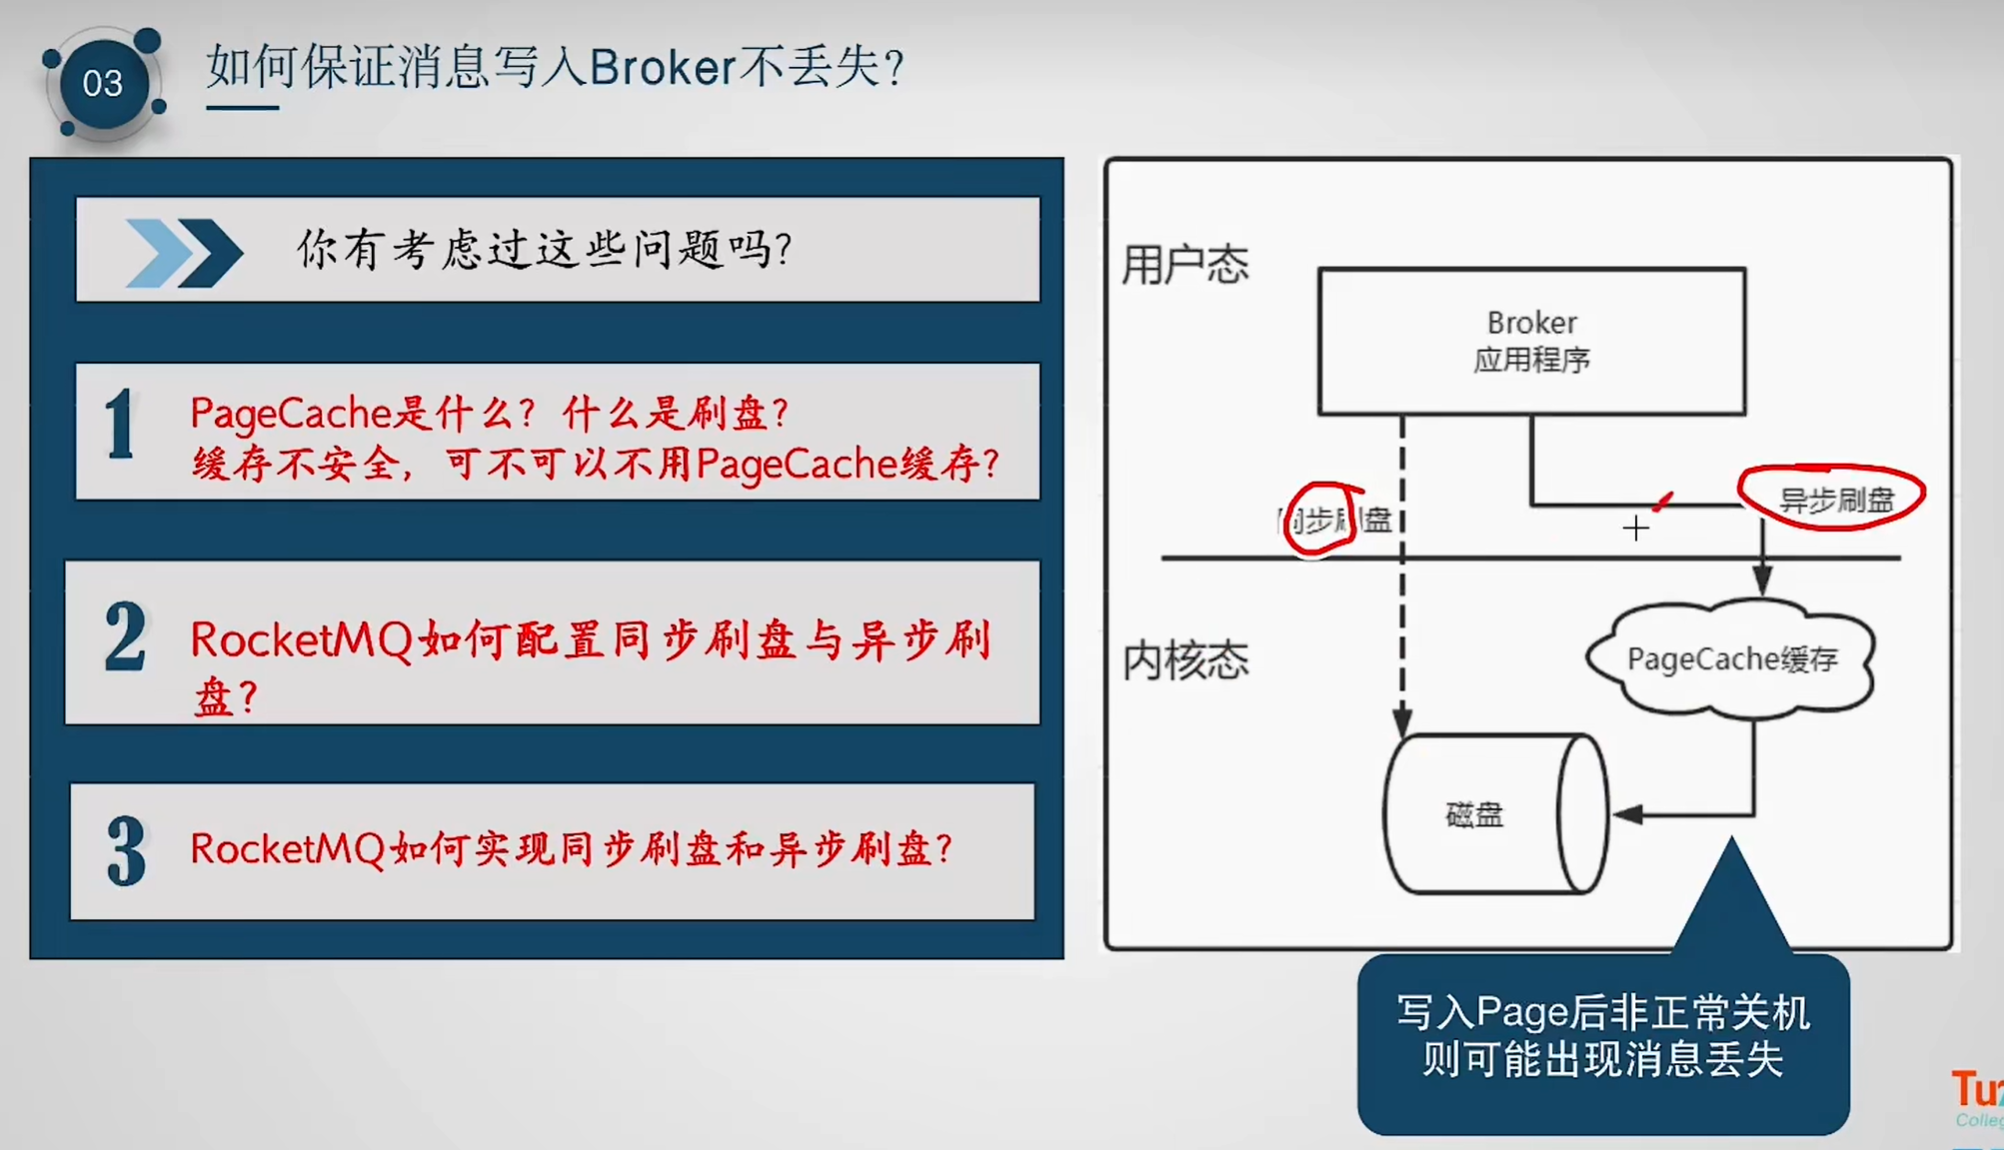 03
如何保证消息写入Broker不丢失?
你有考虑过这些问题吗?
1
PageCache是什么? 什么是刷盘?
缓存不安全, 可不可以不用PageCache缓存?
2
RocketMQ如何配置同步刷盘与异步刷
盘?
3
RocketMQ如何实现同步刷盘和异步刷盘?
用户态
Broker
应用程序
同步刷盘
异步刷盘
内核态
PageCache缓存
磁盘
写入Page后非正常关机
则可能出现消息丢失